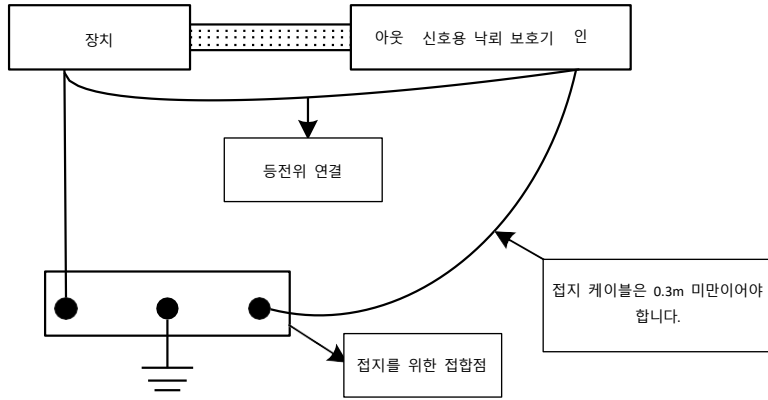 장치
아웃 신호용 낙뢰 보호기 인
등전위 연결
접지 케이블은 0.3m 미만이어야
합니다.
접지를 위한 접합점